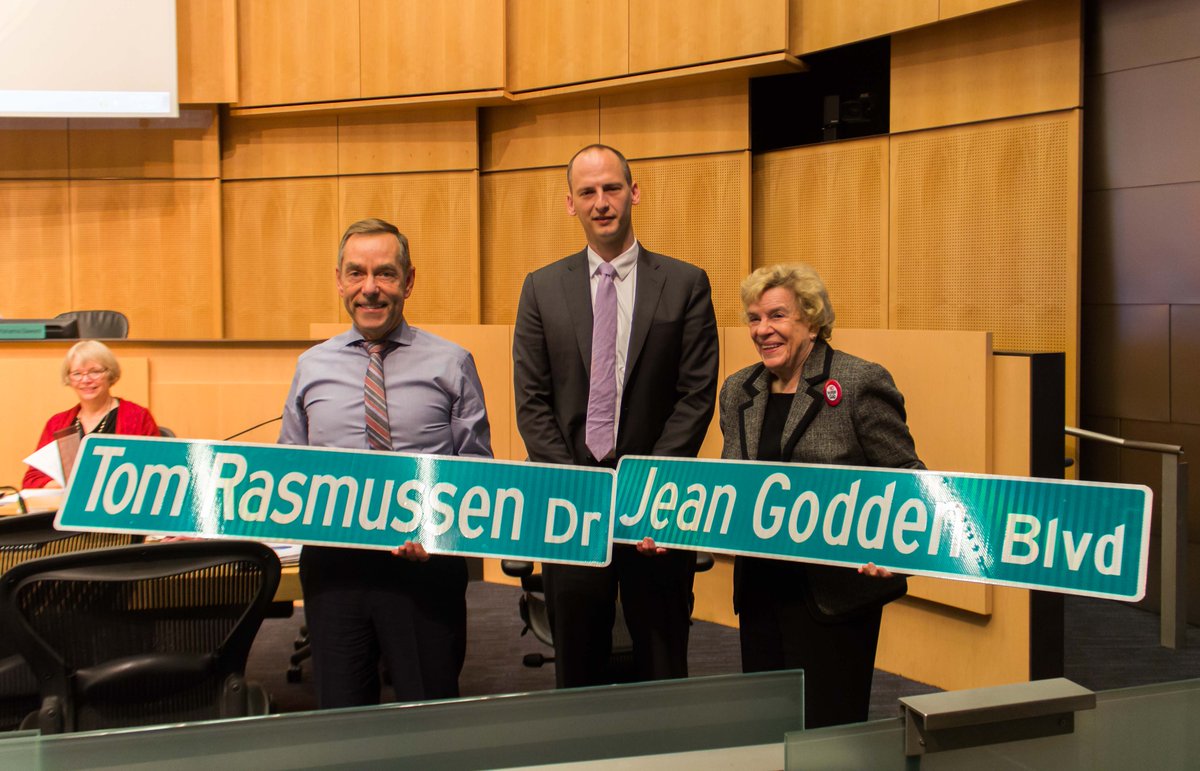 Tom Rasmussen Dr
Jean Godden Blvd